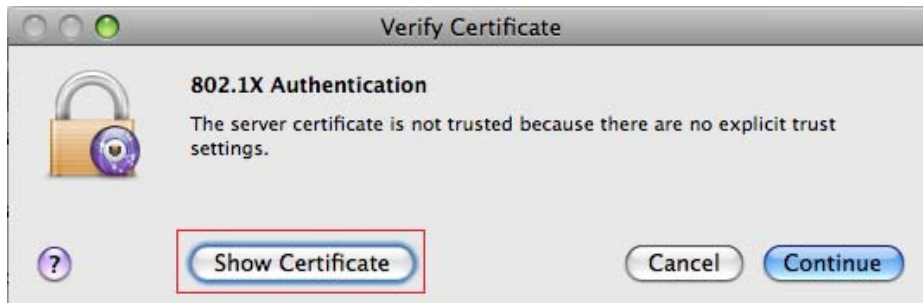 Verify Certificate
802.1X Authentication
The server certificate is not trusted because there are no explicit trust
settings.
?
Show Certificate
Cancel
Continue